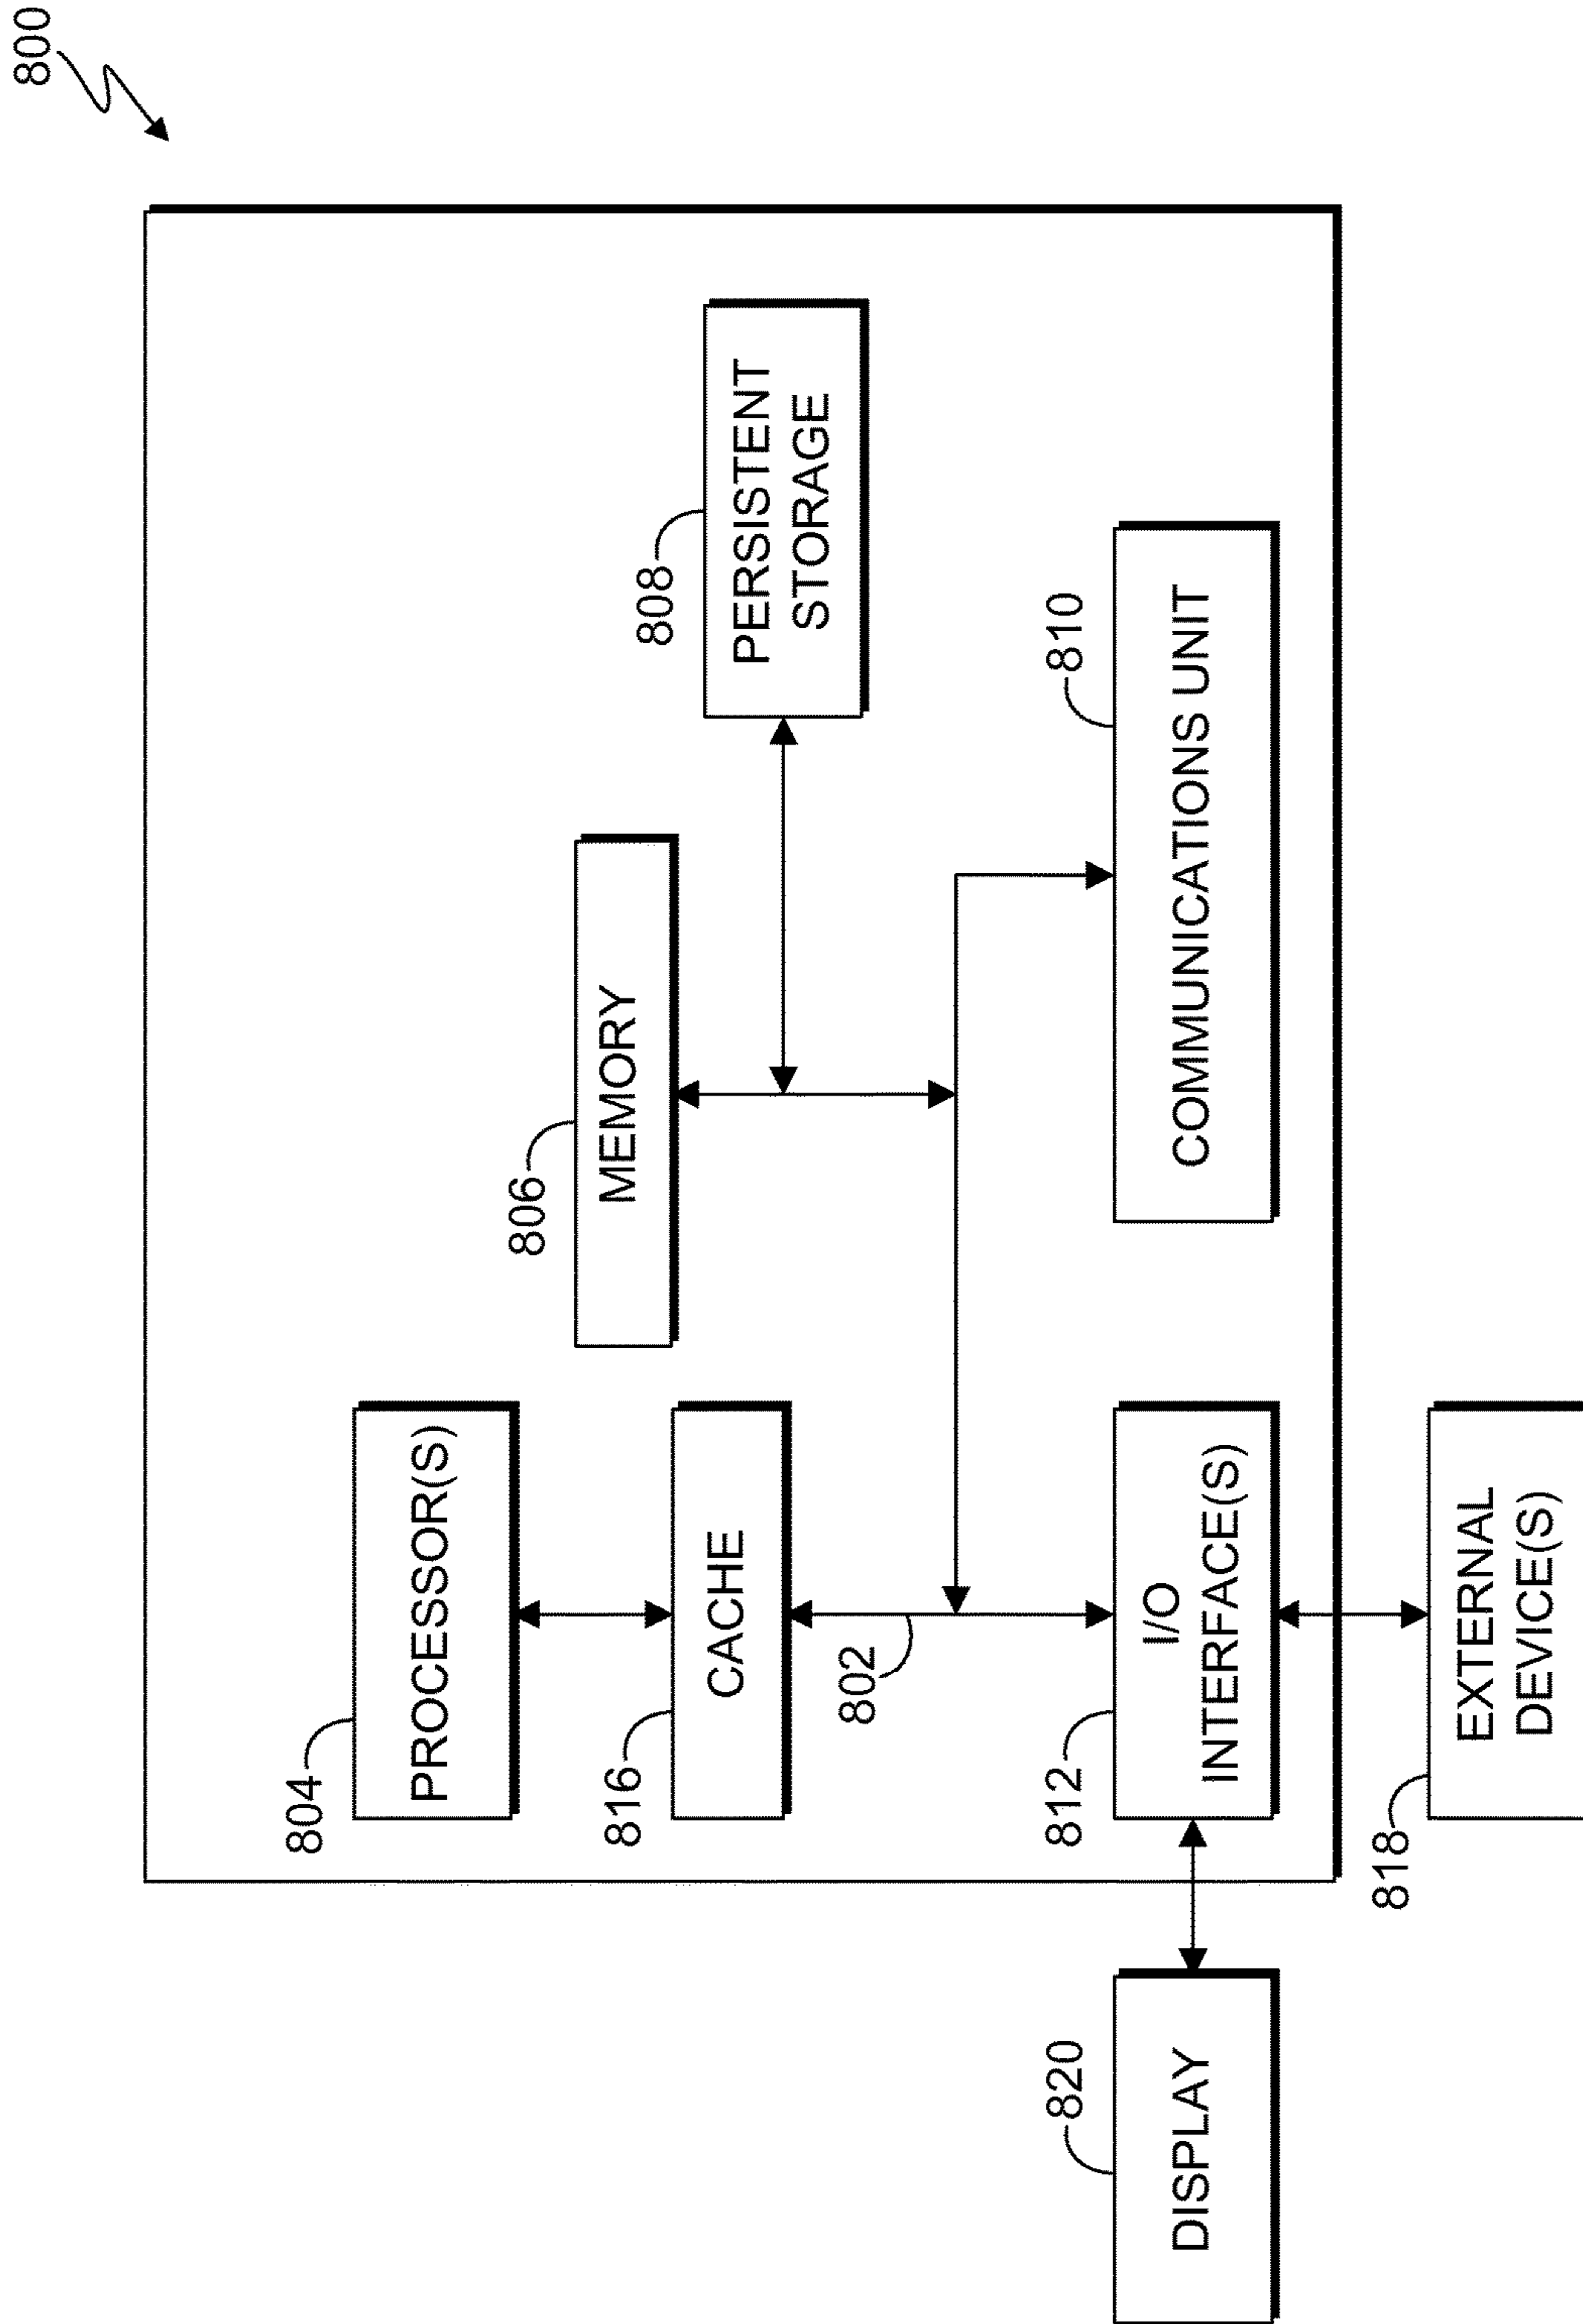 800
804
PROCESSOR(S)
806
MEMORY
816
CACHE
808
PERSISTENT
STORAGE
802
820
DISPLAY
812
I/O
INTERFACE(S)
810
COMMUNICATIONS UNIT
818
EXTERNAL
DEVICE(S)